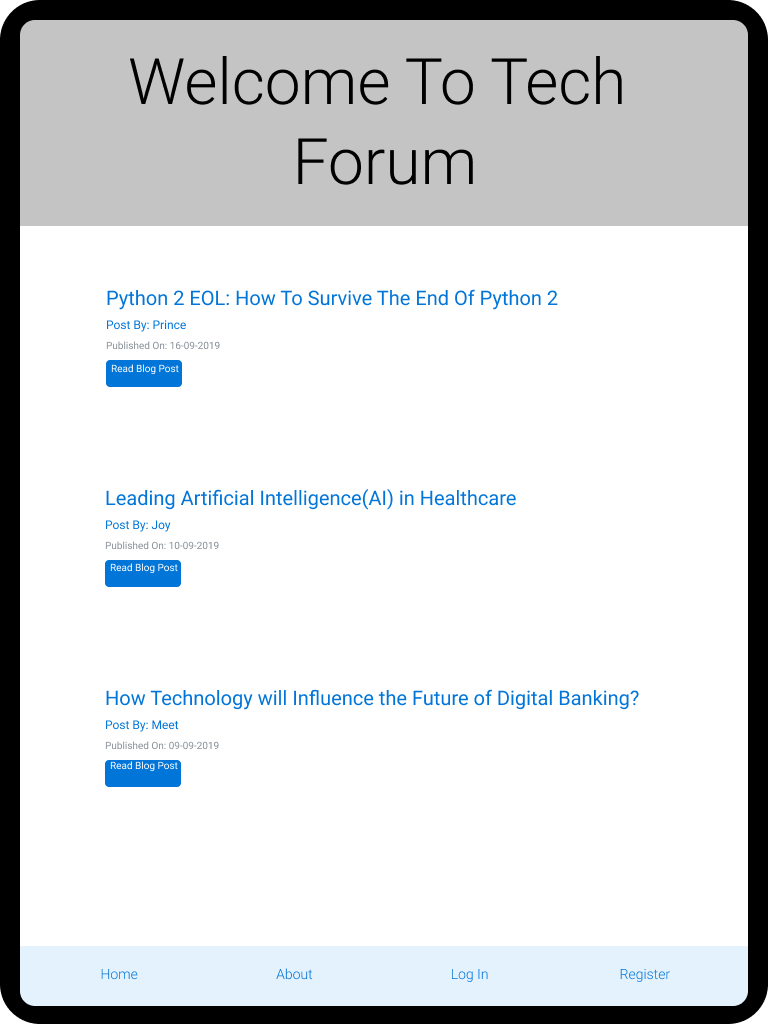 Welcome To Tech
Forum
Python 2 EOL: How To Survive The End Of Python 2
Post By: Prince
Published On: 16-09-2019
Read Blog Post
Leading Artificial Intelligence(AI) in Healthcare
Post By: Joy
Published On: 10-09-2019
Read Blog Post
How Technology will Influence the Future of Digital Banking?
Post By: Meet
Published On: 09-09-2019
Read Blog Post
Home About Log In Register